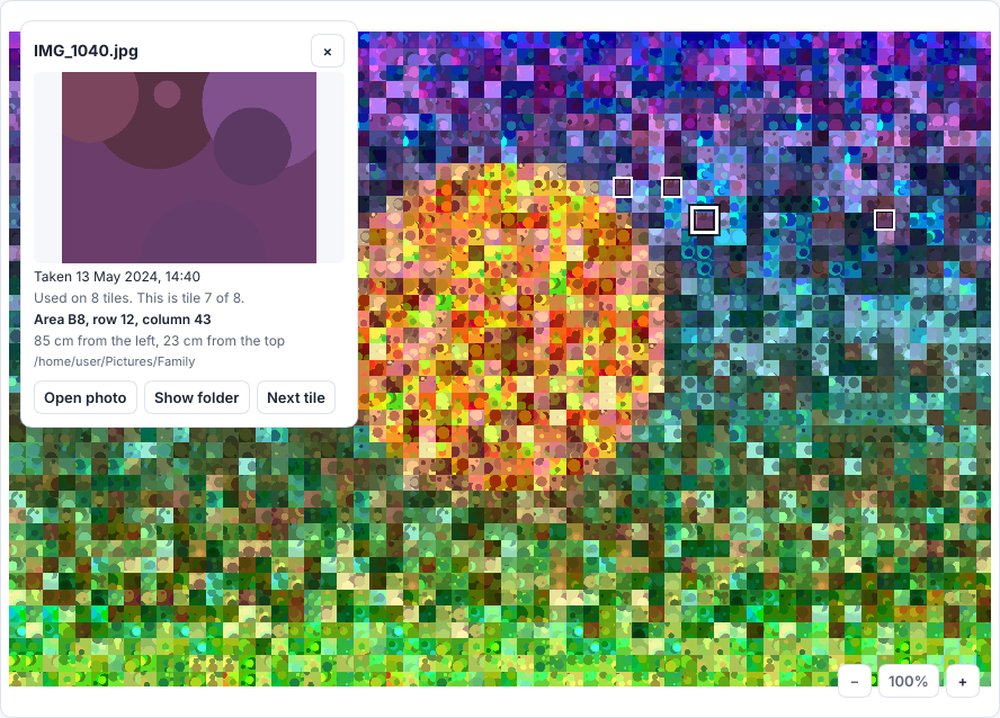 IMG_1040.jpg
×
Taken 13 May 2024, 14:40
Used on 8 tiles. This is tile 7 of 8.
Area B8, row 12, column 43
85 cm from the left, 23 cm from the top
/home/user/Pictures/Family
Open photo Show folder Next tile
− 100% +